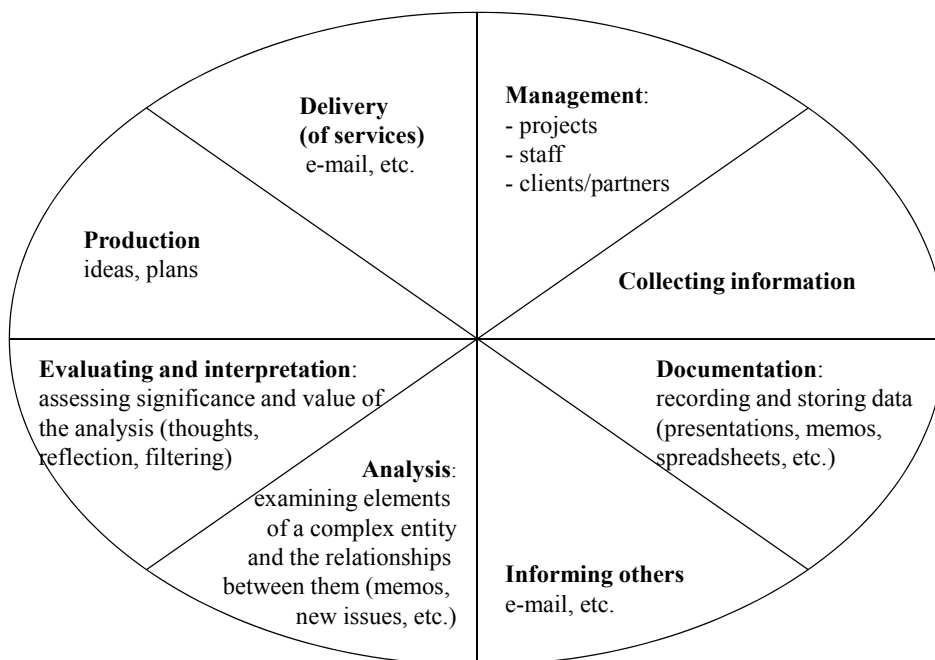 Delivery
(of services)
e-mail, etc.
Management:
- projects
- staff
- clients/partners
Production
ideas, plans
Collecting information
Evaluating and interpretation:
assessing significance and value of
the analysis (thoughts,
reflection, filtering)
Documentation:
recording and storing data
(presentations, memos,
spreadsheets, etc.)
Analysis:
examining elements
of a complex entity
and the relationships
between them (memos,
new issues, etc.)
Informing others
e-mail, etc.